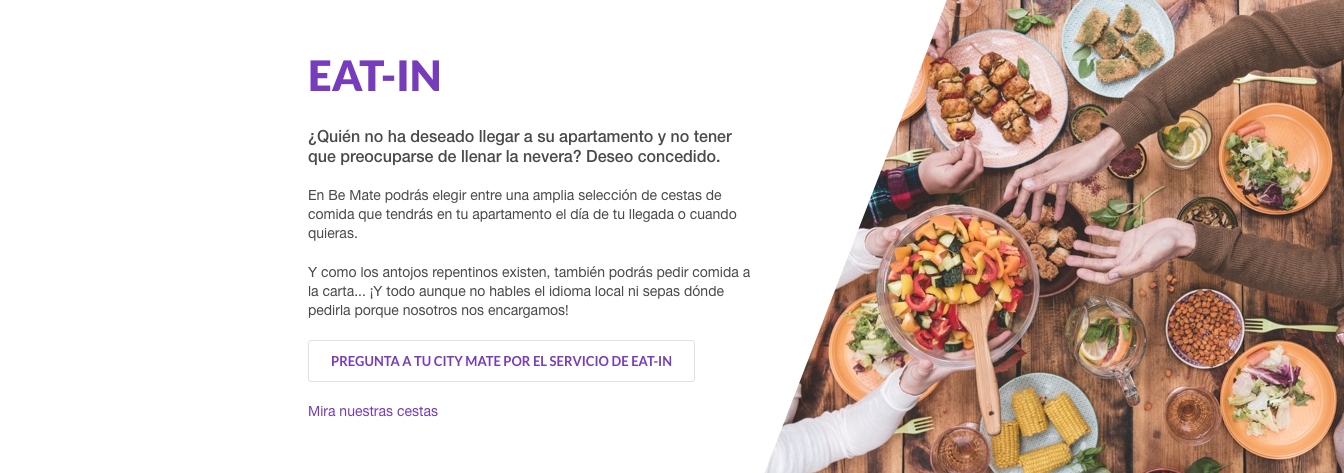 EAT-IN
¿Quién no ha deseado llegar a su apartamento y no tener
que preocuparse de llenar la nevera? Deseo concedido.
En Be Mate podrás elegir entre una amplia selección de cestas de
comida que tendrás en tu apartamento el día de tu llegada o cuando
quieras.
Y como los antojos repentinos existen, también podrás pedir comida a
la carta... ¡Y todo aunque no hables el idioma local ni sepas dónde
pedirla porque nosotros nos encargamos!
PREGUNTA A TU CITY MATE POR EL SERVICIO DE EAT-IN
Mira nuestras cestas